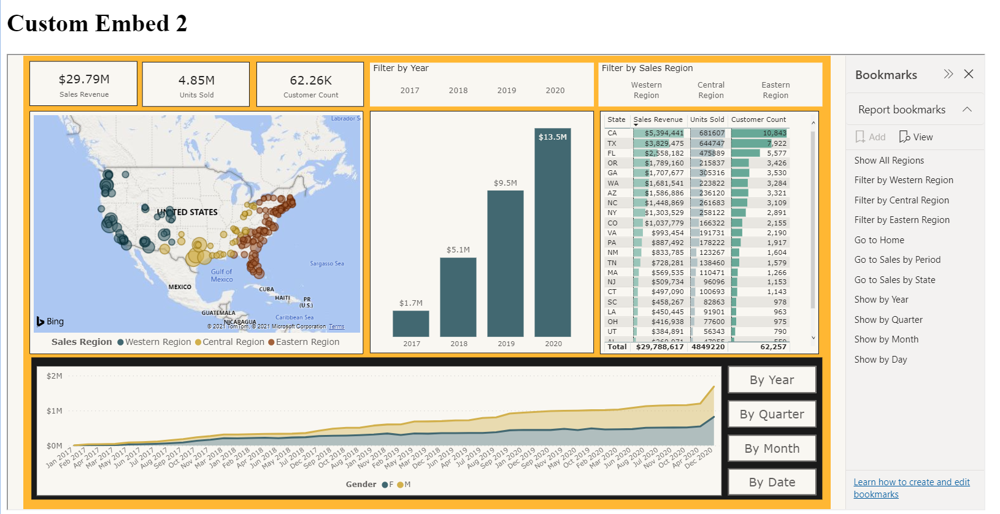 Custom Embed 2
$29.79M
Sales Revenue
4.85M
Units Sold
62.26K
Customer Count
Filter by Year
2017 2018 2019 2020
Filter by Sales Region
Western Region
Central Region
Eastern Region
Labrador S
UNITED STATES
Gulf of Mexico
Sargasso Sea
MEXICO
CUBA
HAITI
PR (U.S.)
GUATEMALA
NICARAGUA
Caribbean Sea
Bing
© 2021 TomTom, © 2021 Microsoft Corporation Terms
Sales Region Western Region Central Region Eastern Region
$1.7M
$5.1M
$9.5M
$13.5M
2017 2018 2019 2020
State Sales Revenue Units Sold Customer Count
CA $5,394,441 681607 10,843
TX $3,829,475 644747 7,922
FL $2,558,182 475889 5,577
OR $1,789,160 215837 3,426
GA $1,707,677 305316 3,530
WA $1,681,541 223822 3,284
AZ $1,586,886 236120 3,321
NC $1,448,869 261683 3,109
NY $1,303,529 258122 2,891
CO $1,037,779 166322 2,155
VA $993,454 191731 2,190
PA $887,492 178222 1,917
NM $833,785 123267 1,604
TN $728,281 138460 1,579
MA $569,535 110471 1,266
NJ $509,734 96096 1,153
CT $497,090 100693 1,143
SC $458,267 82863 978
LA $450,445 91901 963
OH $416,938 77600 975
UT $384,891 56343 790
Total $29,788,617 4849220 62,257
$2M
$1M
$0M
Jan 2017 Feb 2017 Apr 2017 Mar 2017 May 2017 Jun 2017 Jul 2017 Aug 2017 Sep 2017 Oct 2017 Nov 2017 Mar 2018 Jan 2018 Feb 2018 Apr 2018 Jun 2018 May 2018 Jul 2018 Dec 2017 Sep 2018 Oct 2018 Aug 2018 Jan 2019 Nov 2018 Feb 2019 May 2019 Mar 2019 Dec 2018 Jun 2019 Apr 2019 Jul 2019 Aug 2019 Sep 2019 Jan 2020 Dec 2019 Sep 2020 Nov 2019 May 2020 Oct 2019 Feb 2020 Mar 2020 Jun 2020 Aug 2020 Jul 2020 Nov 2020 Oct 2020 Apr 2020 Dec 2020
Gender F M
By Year
By Quarter
By Month
By Date
Bookmarks
Report bookmarks
Add View
Show All Regions
Filter by Western Region
Filter by Central Region
Filter by Eastern Region
Go to Home
Go to Sales by Period
Go to Sales by State
Show by Year
Show by Quarter
Show by Month
Show by Day
Learn how to create and edit
bookmarks